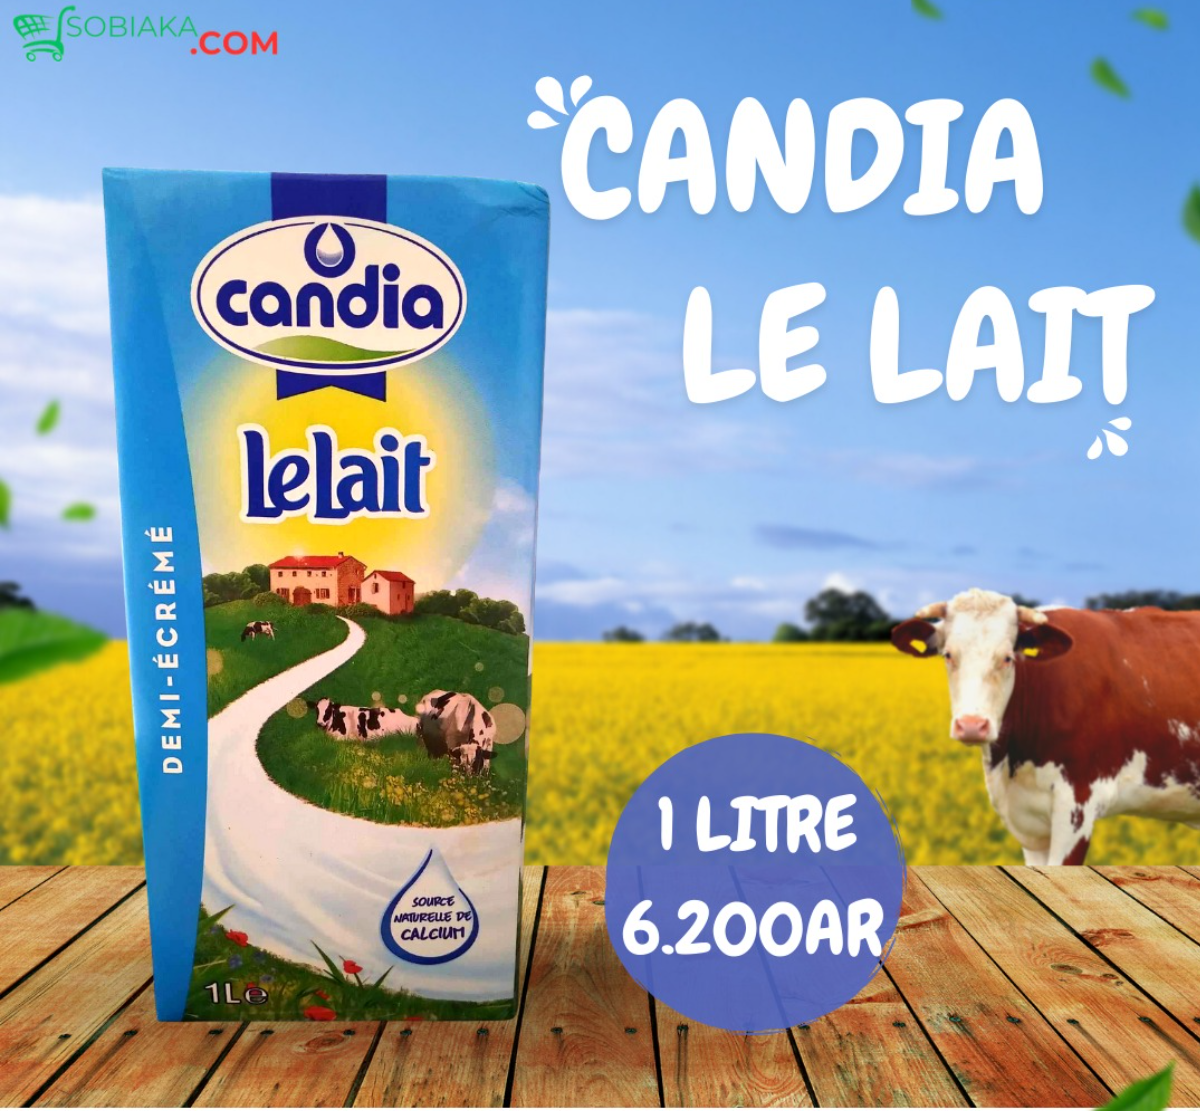 SOBIAKA
.COM
CANDIA
LE LAIT
candia
LeLait
DEMI-ÉCRÉMÉ
SOURCE
NATURELLE DE
CALCIUM
1L e
1 LITRE
6.200AR